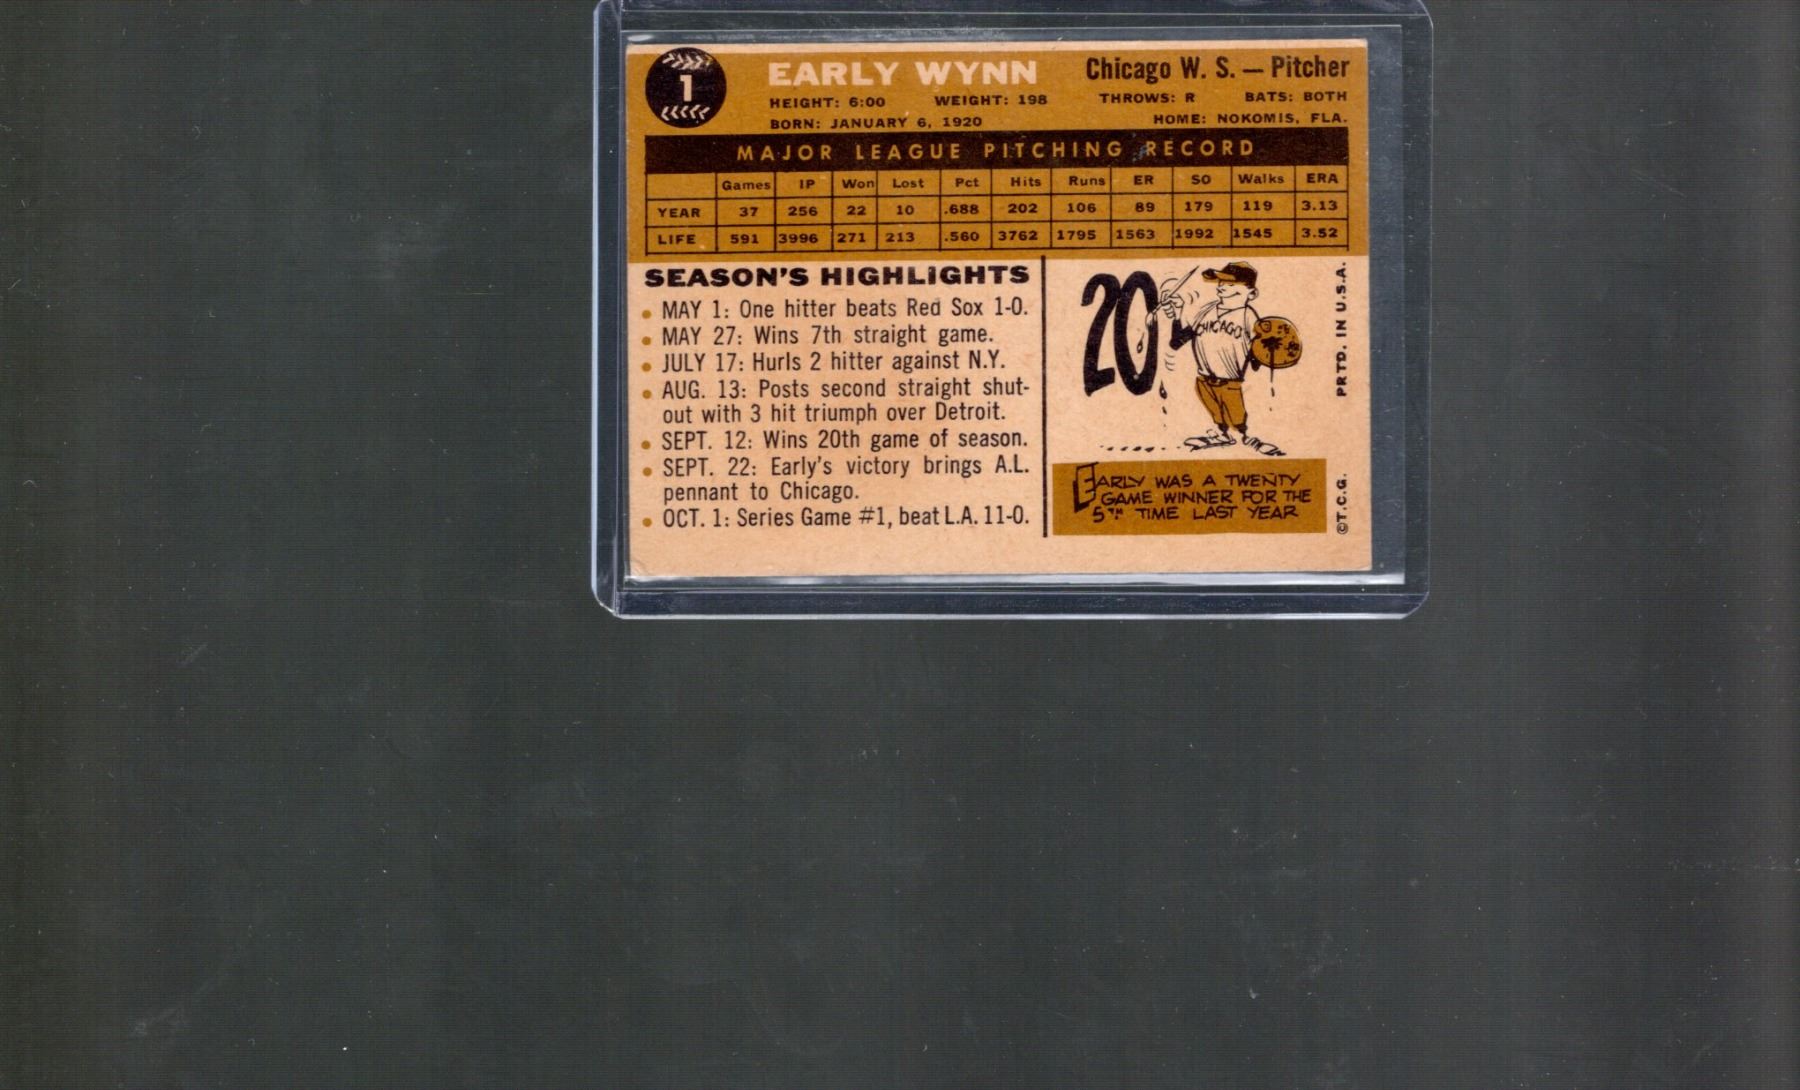 1
EARLY WYNN
Chicago W. S. — Pitcher
HEIGHT: 6:00 WEIGHT: 198 THROWS: R BATS: BOTH
BORN: JANUARY 6, 1920 HOME: NOKOMIS, FLA.
MAJOR LEAGUE PITCHING RECORD
Games IP Won Lost Pct Hits Runs ER SO Walks ERA
YEAR 37 256 22 10 .688 202 106 89 179 119 3.13
LIFE 591 3996 271 213 .560 3762 1795 1563 1992 1545 3.52
SEASON'S HIGHLIGHTS
• MAY 1: One hitter beats Red Sox 1-0.
• MAY 27: Wins 7th straight game.
• JULY 17: Hurls 2 hitter against N.Y.
• AUG. 13: Posts second straight shut-
out with 3 hit triumph over Detroit.
• SEPT. 12: Wins 20th game of season.
• SEPT. 22: Early's victory brings A.L.
pennant to Chicago.
• OCT. 1: Series Game #1, beat L.A. 11-0.
20
CHICAGO
EARLY WAS A TWENTY
GAME WINNER FOR THE
5TH TIME LAST YEAR
©T.C.G. PRTD. IN U.S.A.